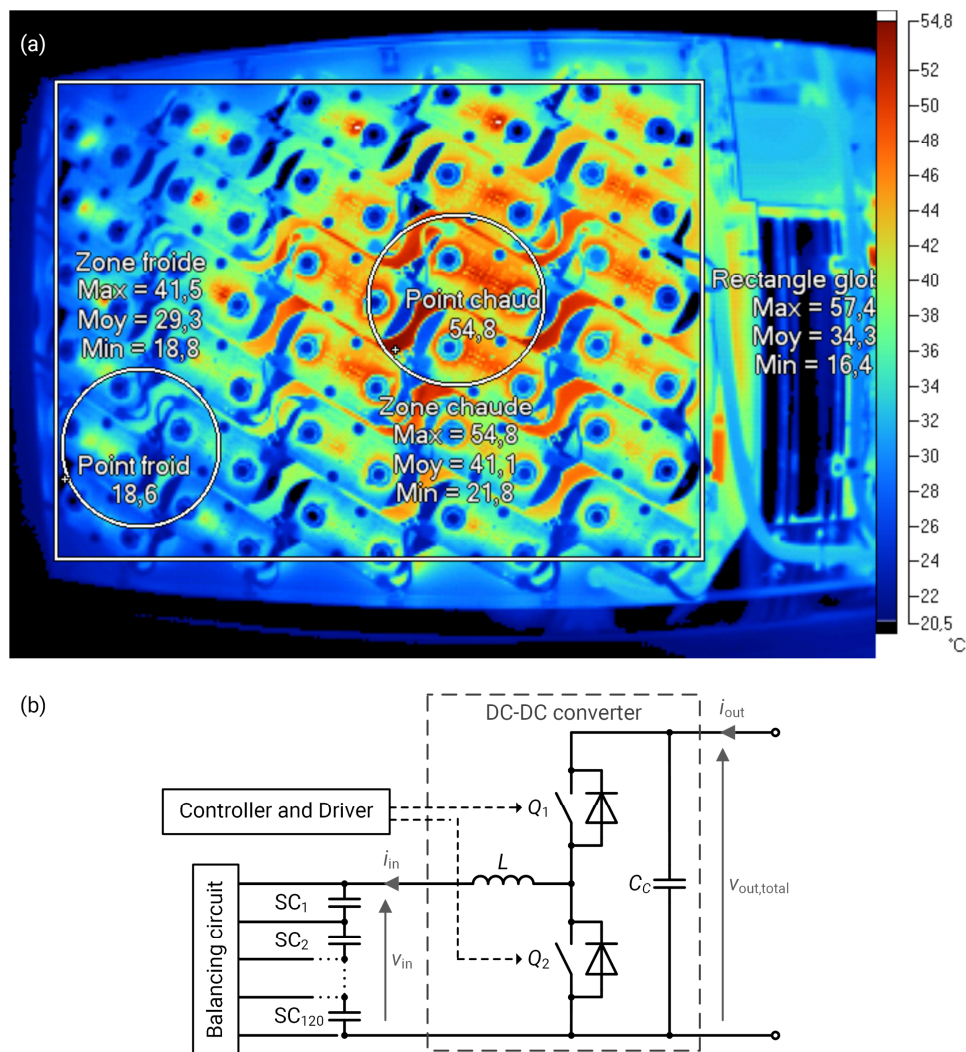 (a)
54,8
52
50
48
46
44
42
40
38
36
34
32
30
28
26
24
22
20,5
°C
Zone froide
Max = 41,5
Moy = 29,3
Min = 18,8
Point chaud
54,8
Rectangle glob
Max = 57,4
Moy = 34,3
Min = 16,4
Zone chaude
Max = 54,8
Moy = 41,1
Min = 21,8
Point froid
18,6
(b)
DC-DC converter
iout
Controller and Driver
Q1
iin
L
CC
vout,total
Balancing circuit
SC1
SC2
vin
Q2
SC120